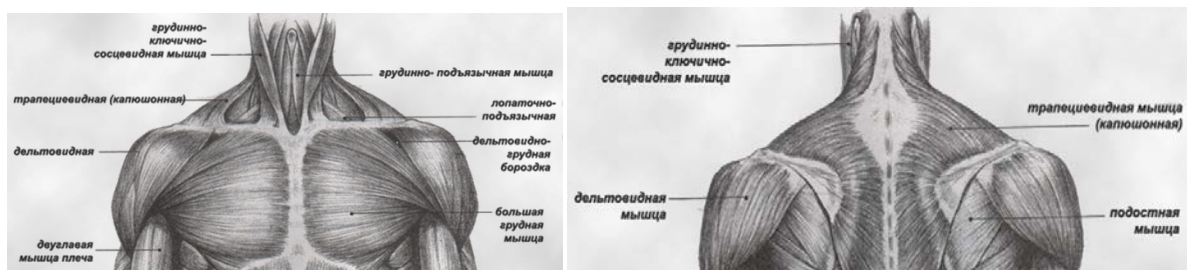 грудинно-
ключично-
сосцевидная мышца
грудинно- подъязычная мышца
трапециевидная (капюшонная)
лопаточно-
подъязычная
дельтовидная
дельтовидно-
грудная
бороздка
большая
грудная
мышца
двуглавая
мышца плеча
грудинно-
ключично-
сосцевидная мышца
трапециевидная мышца
(капюшонная)
дельтовидная
мышца
подостная
мышца